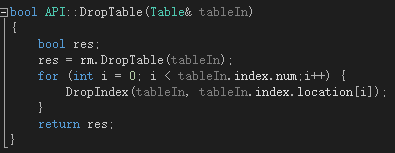 bool API::DropTable(Table& tableIn)
{
bool res;
res = rm.DropTable(tableIn);
for (int i = 0; i < tableIn.index.num;i++) {
DropIndex(tableIn, tableIn.index.location[i]);
}
return res;
}